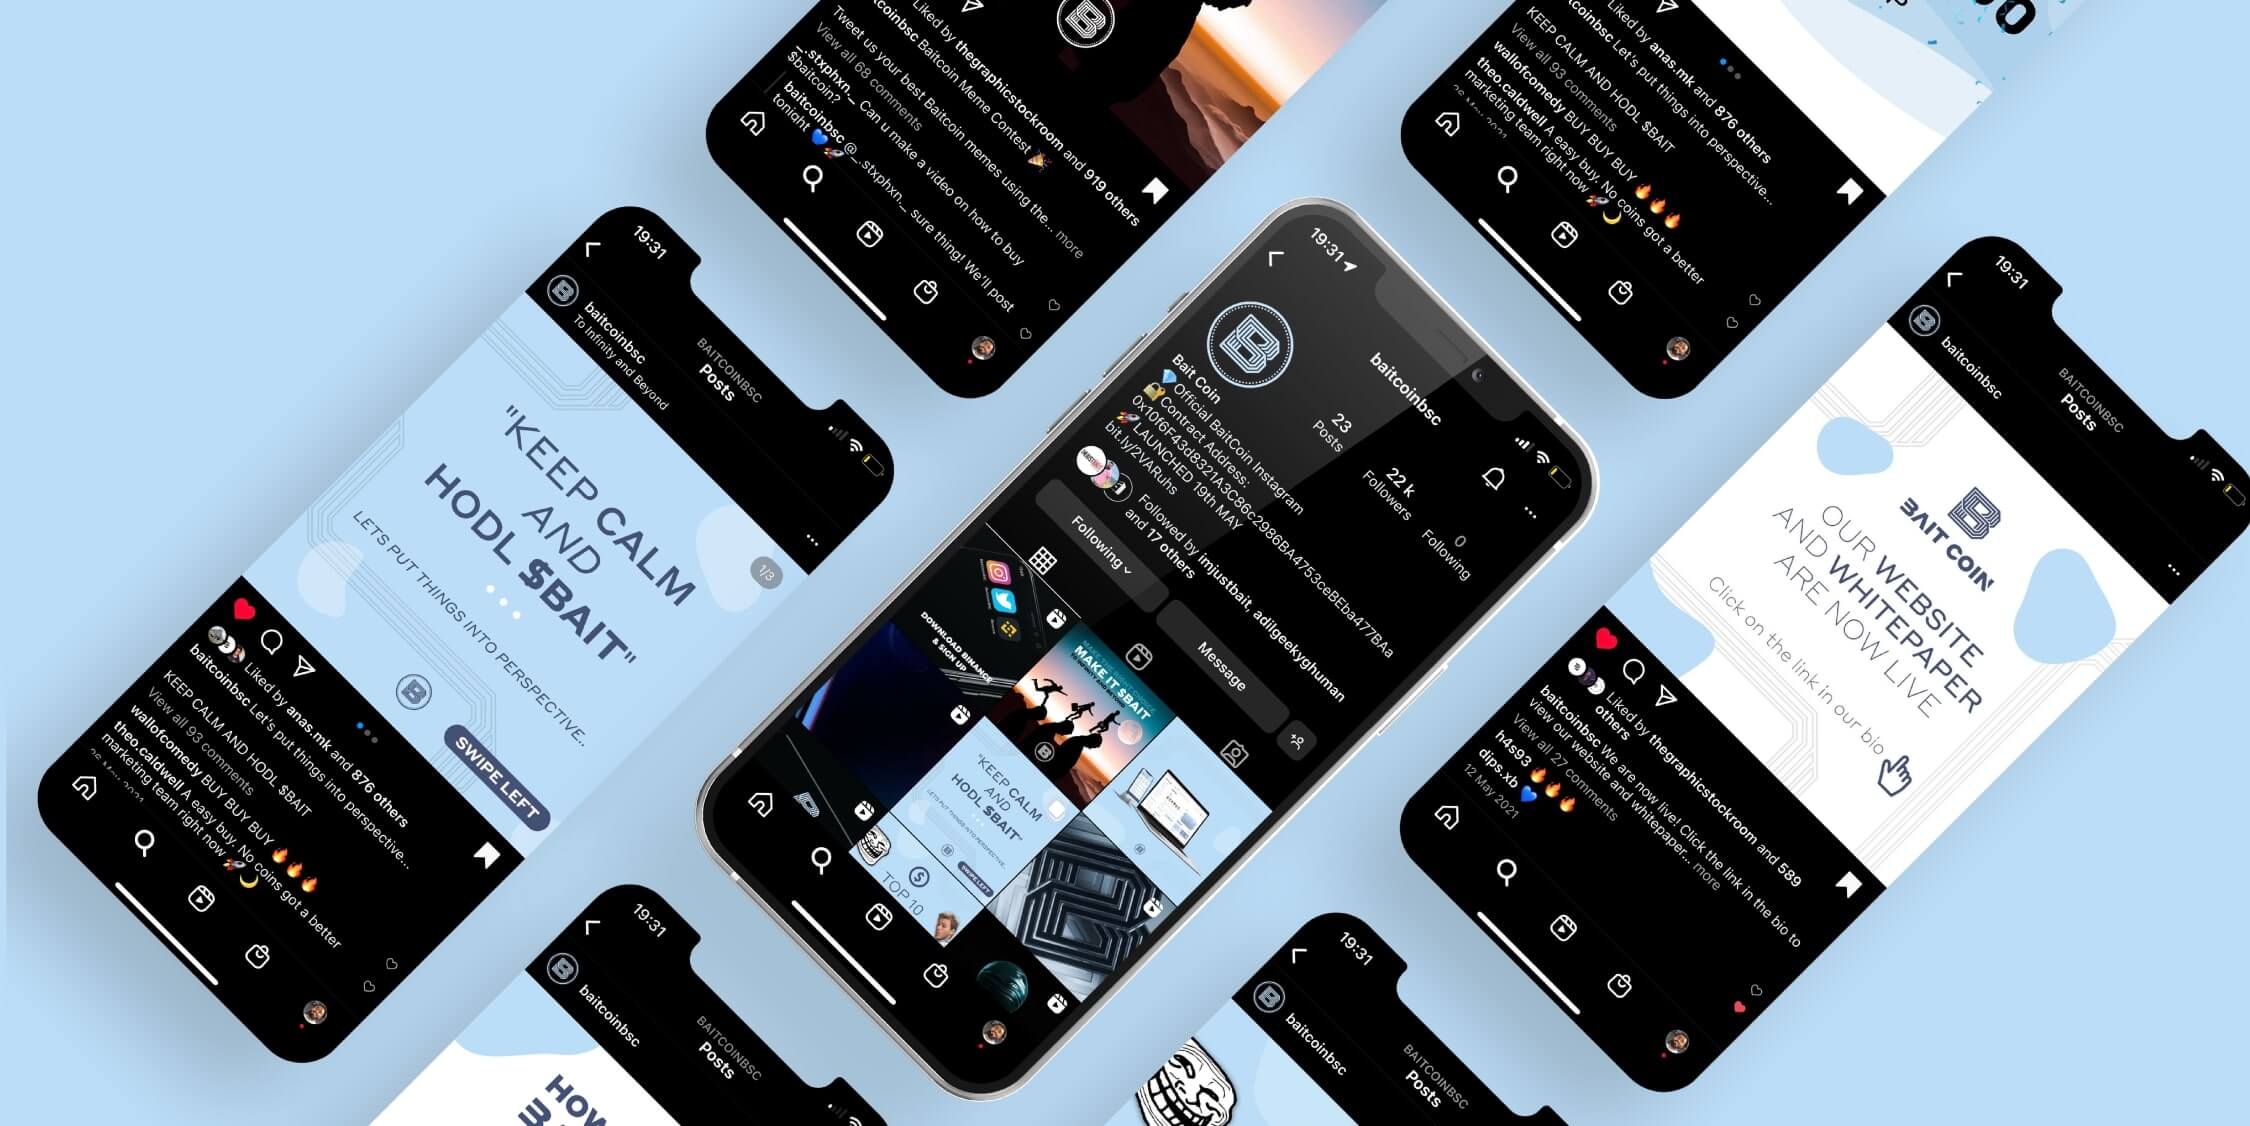 Liked by thegraphicstockroom and 919 others
Baitcoin Meme Contest 🎉
Tweet us your best Baitcoin memes using the... more
View all 68 comments
_.stxphxn._ Can u make a video on how to buy
$baitcoin?
baitcoinbsc @_.stxphxn._ sure thing! We'll post
tonight 💙🚀
Liked by anas.mk and 876 others
Let's put things into perspective...
KEEP CALM AND HODL $BAIT
View all 93 comments
wallofcomedy BUY BUY BUY 🔥🔥🔥
theo.caldwell A easy buy. No coins got a better
marketing team right now 🚀🌙
19:31
BAITCOINBSC
Posts
baitcoinbsc
To Infinity and Beyond
"KEEP CALM
AND
HODL $BAIT"
LETS PUT THINGS INTO PERSPECTIVE..
1/3
SWIPE LEFT
Liked by anas.mk and 876 others
baitcoinbsc Let's put things into perspective...
KEEP CALM AND HODL $BAIT
View all 93 comments
wallofcomedy BUY BUY BUY 🔥🔥🔥
theo.caldwell A easy buy. No coins got a better
marketing team right now 🚀🌙
19:31
baitcoinbsc
23
Posts
22k
Followers
0
Following
Bait Coin
💎Official BaitCoin Instagram
🔐Contract Address:
0x10f6F43d8321A3C86c2986BA4753ceBEba477BAa
🚀LAUNCHED 19th MAY
bit.ly/2VARuhs
Followed by imjustbait, adilgeekyghuman
and 17 others
Following
Message
DOWNLOAD BINANCE
& SIGN UP
MAKE IT $BAIT
"KEEP CALM
AND
HODL $BAIT"
LETS PUT THINGS INTO PERSPECTIVE..
SWIPE LEFT
TOP 10
19:31
BAITCOINBSC
Posts
baitcoinbsc
BAIT COIN
OUR WEBSITE
AND WHITEPAPER
ARE NOW LIVE
Click on the link in our bio
Liked by thegraphicstockroom and 589
others
baitcoinbsc We are now live! Click the link in the bio to
view our website and whitepaper... more
View all 27 comments
h4s93 🔥🔥🔥
dips.xb 💙
12 May 2021
19:31
BAITCOINBSC
Posts
baitcoinbsc
HOW
19:31
BAITCOINBSC
Posts
baitcoinbsc